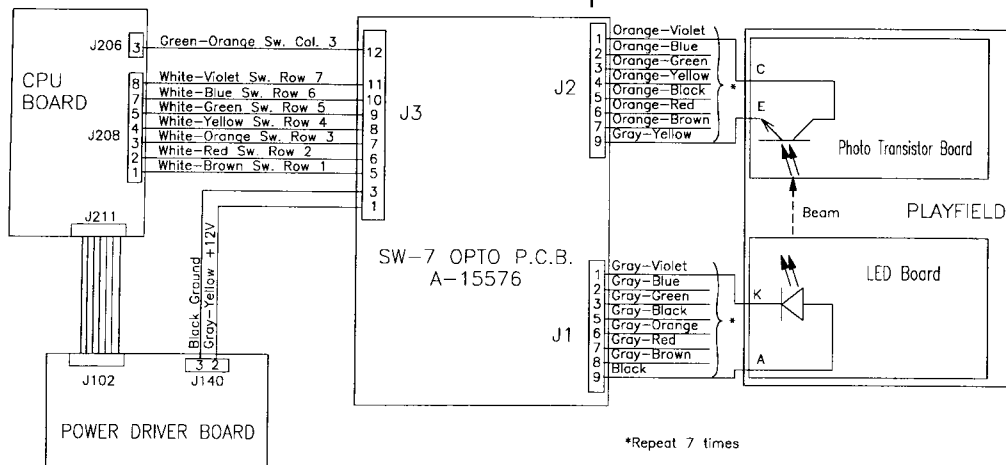 CPU
BOARD
J206
3
Green-Orange Sw. Col. 3
12
J208
8 White-Violet Sw. Row 7 11
7 White-Blue Sw. Row 6 10
5 White-Green Sw. Row 5 9
4 White-Yellow Sw. Row 4 8
3 White-Orange Sw. Row 3 7
2 White-Red Sw. Row 2 6
1 White-Brown Sw. Row 1 5
3
1
J3
J211
Black Ground
Gray-Yellow +12V
J102
3 2
J140
POWER DRIVER BOARD
SW-7 OPTO P.C.B.
A-15576
J2
1 Orange-Violet
2 Orange-Blue
3 Orange-Green
4 Orange-Yellow
5 Orange-Black
6 Orange-Red
7 Orange-Brown
9 Gray-Yellow
*
J1
1 Gray-Violet
2 Gray-Blue
3 Gray-Green
5 Gray-Black
6 Gray-Orange
7 Gray-Red
8 Gray-Brown
9 Black
*
C
E
Photo Transistor Board
Beam
PLAYFIELD
LED Board
K
A
*Repeat 7 times